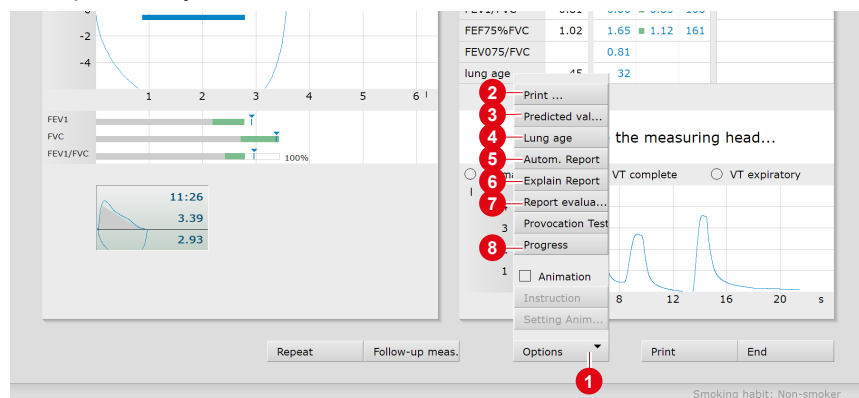 0
-2
-4
1 2 3 4 5 6 l
FEV1
FVC
FEV1/FVC
100%
11:26
3.39
2.93
FEF75%FVC 1.02 1.65 1.12 161
FEV075/FVC 0.81
lung age 45 32
the measuring head...
VT complete VT expiratory
l
3
1
8 12 16 20 s
2 Print ...
3 Predicted val...
4 Lung age
5 Autom. Report
6 Explain Report
7 Report evalua...
Provocation Test
8 Progress
Animation
Instruction
Setting Anim...
Repeat Follow-up meas. Options Print End
1
Smoking habit: Non-smoker